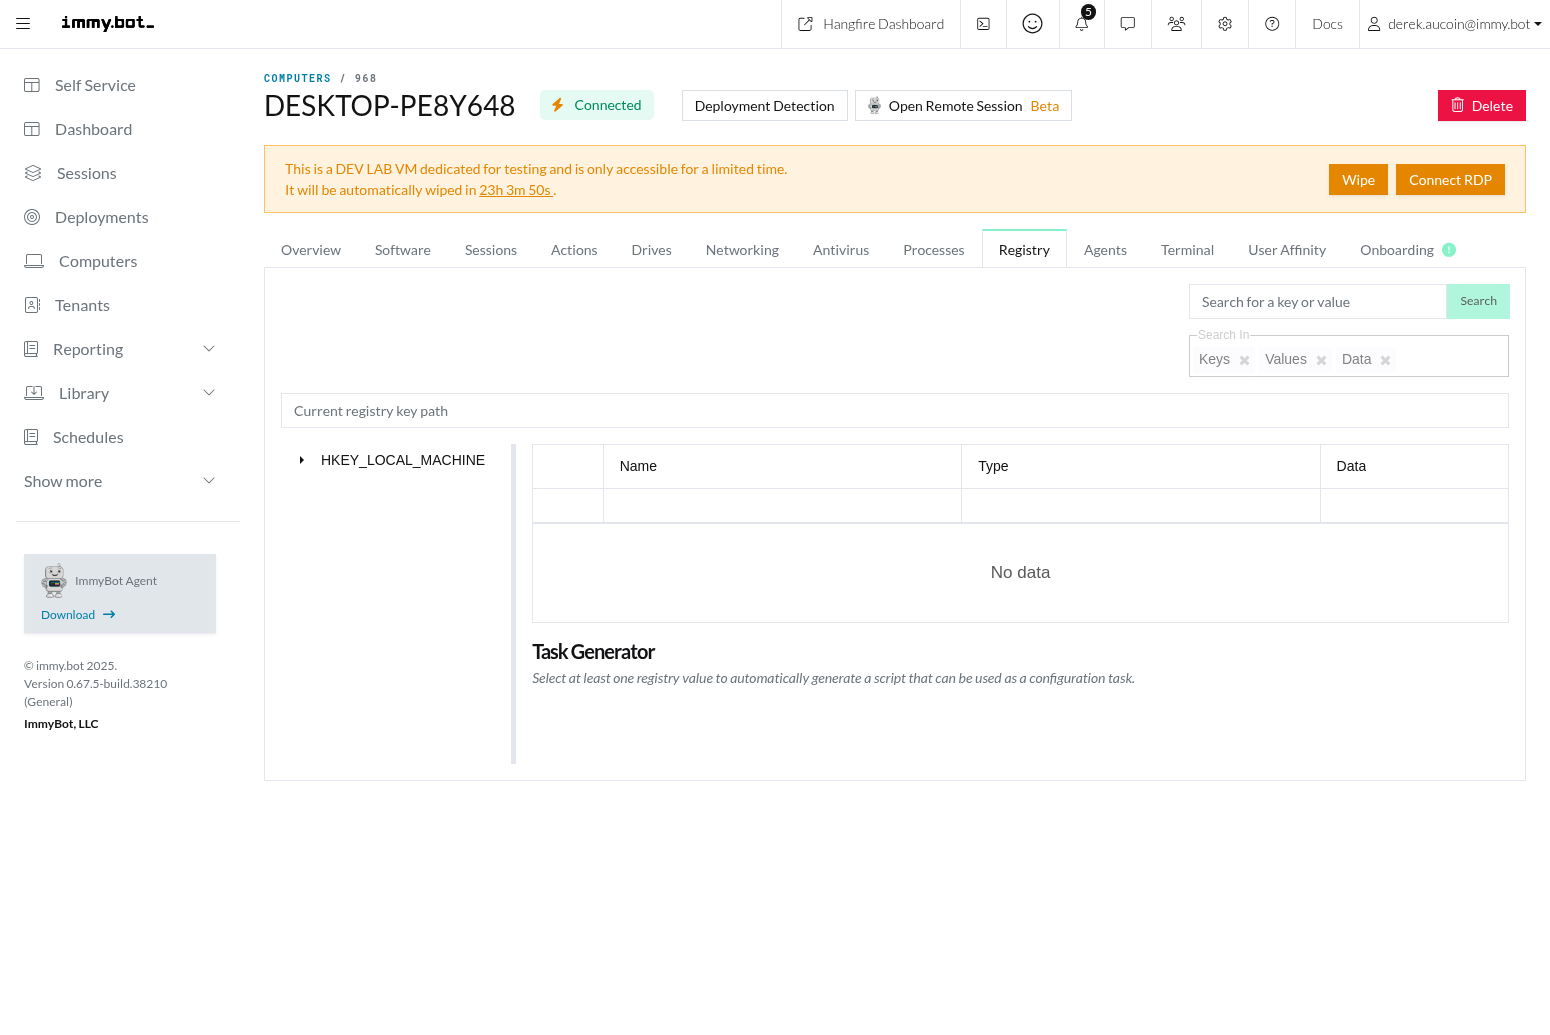 immy.bot_
Hangfire Dashboard
5
Docs
derek.aucoin@immy.bot
Self Service
Dashboard
Sessions
Deployments
Computers
Tenants
Reporting
Library
Schedules
Show more
ImmyBot Agent
Download
© immy.bot 2025.
Version 0.67.5-build.38210
(General)
ImmyBot, LLC
COMPUTERS / 968
DESKTOP-PE8Y648
Connected
Deployment Detection
Open Remote Session Beta
Delete
This is a DEV LAB VM dedicated for testing and is only accessible for a limited time.
It will be automatically wiped in 23h 3m 50s .
Wipe
Connect RDP
Overview Software Sessions Actions Drives Networking Antivirus Processes Registry Agents Terminal User Affinity Onboarding
Search for a key or value
Search
Search In
Keys Values Data
Current registry key path
HKEY_LOCAL_MACHINE
Name Type Data
No data
Task Generator
Select at least one registry value to automatically generate a script that can be used as a configuration task.